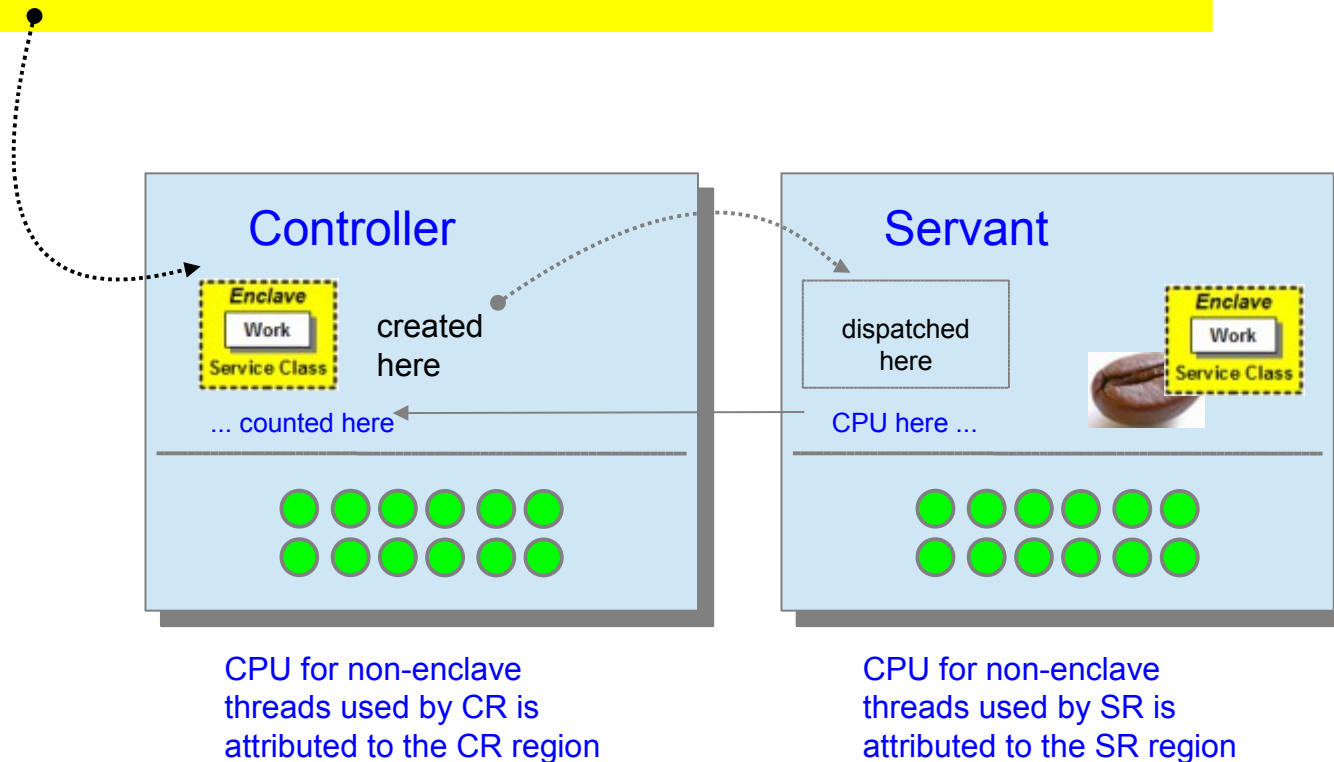 Controller
Enclave
Work
Service Class
created
here
... counted here
CPU for non-enclave
threads used by CR is
attributed to the CR region
Servant
dispatched
here
Enclave
Work
Service Class
CPU here ...
CPU for non-enclave
threads used by SR is
attributed to the SR region